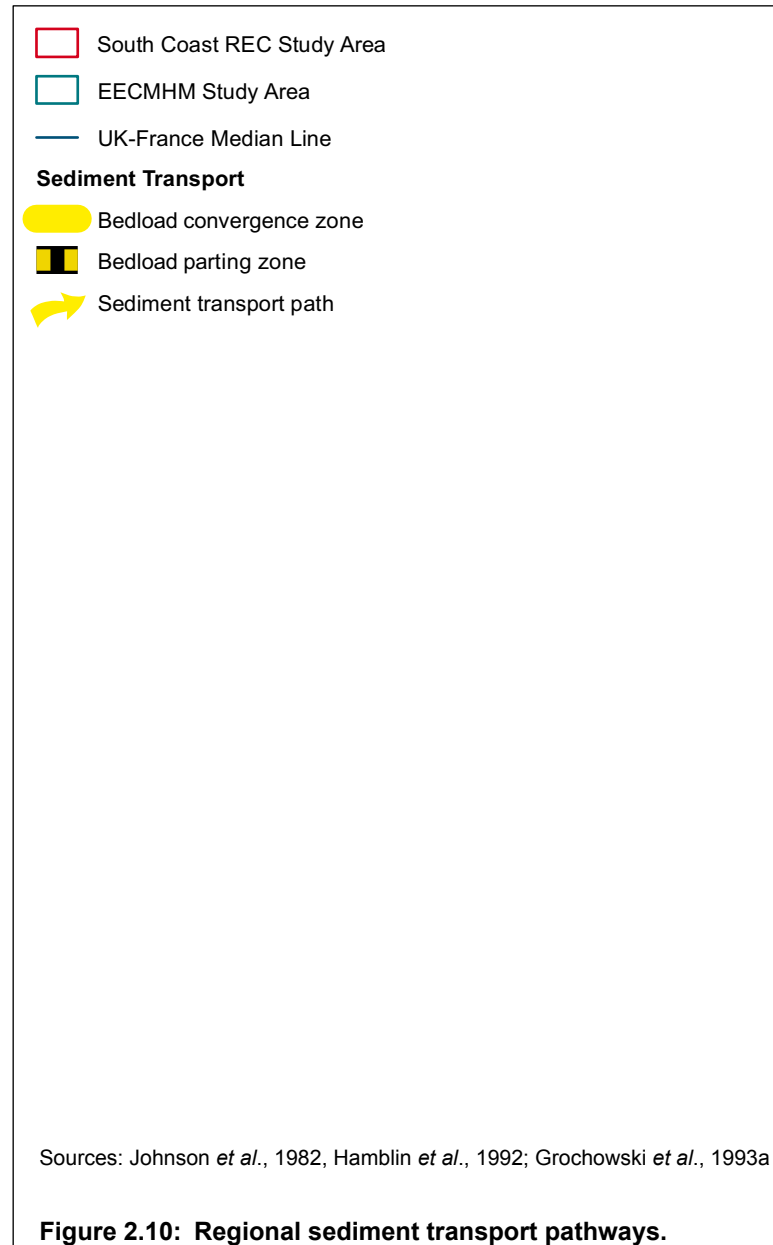 South Coast REC Study Area
EECMHM Study Area
UK-France Median Line
Sediment Transport
Bedload convergence zone
Bedload parting zone
Sediment transport path
Sources: Johnson et al., 1982, Hamblin et al., 1992; Grochowski et al., 1993a
Figure 2.10: Regional sediment transport pathways.